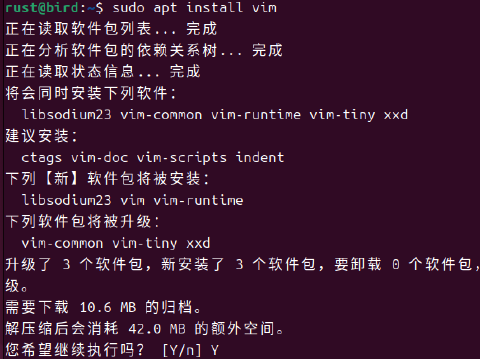 rust@bird:~$ sudo apt install vim
正在读取软件包列表... 完成
正在分析软件包的依赖关系树... 完成
正在读取状态信息... 完成
将会同时安装下列软件：
libsodium23 vim-common vim-runtime vim-tiny xxd
建议安装：
ctags vim-doc vim-scripts indent
下列【新】软件包将被安装：
libsodium23 vim vim-runtime
下列软件包将被升级：
vim-common vim-tiny xxd
升级了 3 个软件包，新安装了 3 个软件包，要卸载 0 个软件包，
级。
需要下载 10.6 MB 的归档。
解压缩后会消耗 42.0 MB 的额外空间。
您希望继续执行吗？ [Y/n] Y